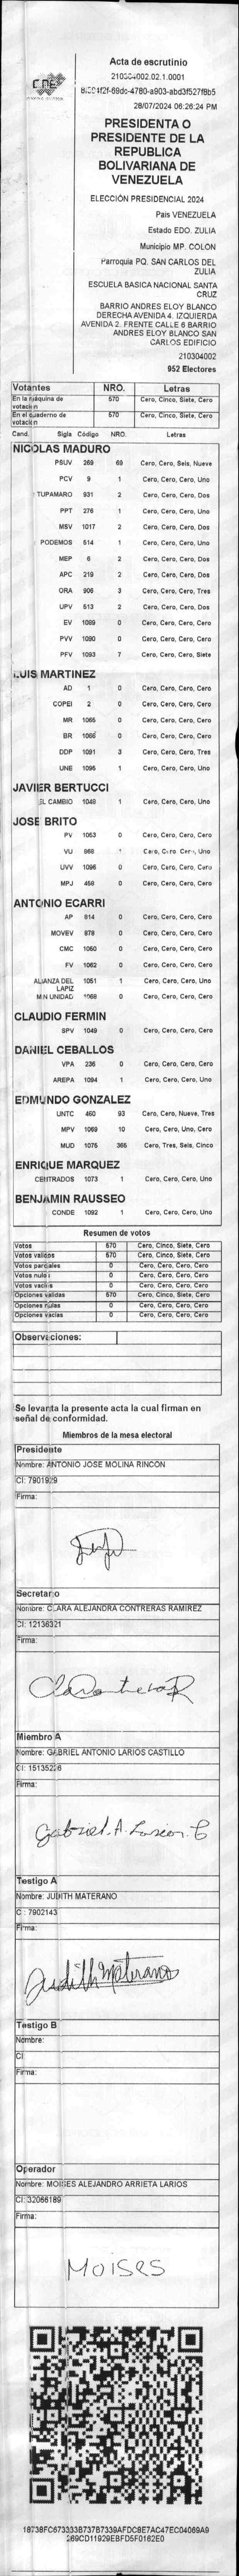 CNE
Acta de escrutinio
210304002.02.1.0001
28/07/2024 06:26:24 PM
PRESIDENTA O
PRESIDENTE DE LA
REPUBLICA
BOLIVARIANA DE
VENEZUELA
ELECCIÓN PRESIDENCIAL 2024
Pais VENEZUELA
Estado EDO. ZULIA
Municipio MP. COLON
Parroquia PQ. SAN CARLOS DEL
ZULIA
ESCUELA BASICA NACIONAL SANTA
CRUZ
BARRIO ANDRES ELOY BLANCO
DERECHA AVENIDA 4. IZQUIERDA
AVENIDA 2. FRENTE CALLE 6 BARRIO
ANDRES ELOY BLANCO SAN
CARLOS EDIFICIO
210304002
952 Electores
Votantes NRO. Letras
En la máquina de votación 570 Cero, Cinco, Siete, Cero
En el cuaderno de votación 570 Cero, Cinco, Siete, Cero
Cand. Sigla Código NRO. Letras
NICOLAS MADURO
PSUV 269 69 Cero, Cero, Seis, Nueve
PCV 9 1 Cero, Cero, Cero, Uno
TUPAMARO 931 2 Cero, Cero, Cero, Dos
PPT 276 1 Cero, Cero, Cero, Uno
MSV 1017 2 Cero, Cero, Cero, Dos
PODEMOS 514 1 Cero, Cero, Cero, Uno
MEP 6 2 Cero, Cero, Cero, Dos
APC 219 2 Cero, Cero, Cero, Dos
ORA 906 3 Cero, Cero, Cero, Tres
UPV 513 2 Cero, Cero, Cero, Dos
EV 1089 0 Cero, Cero, Cero, Cero
PVV 1090 0 Cero, Cero, Cero, Cero
PFV 1093 7 Cero, Cero, Cero, Siete
LUIS MARTINEZ
AD 1 0 Cero, Cero, Cero, Cero
COPEI 2 0 Cero, Cero, Cero, Cero
MR 1065 0 Cero, Cero, Cero, Cero
BR 1066 0 Cero, Cero, Cero, Cero
DDP 1091 3 Cero, Cero, Cero, Tres
UNE 1095 1 Cero, Cero, Cero, Uno
JAVIER BERTUCCI
EL CAMBIO 1048 1 Cero, Cero, Cero, Uno
JOSE BRITO
PV 1053 0 Cero, Cero, Cero, Cero
VU 868 1 Cero, Cero, Cero, Uno
UVV 1096 0 Cero, Cero, Cero, Cero
MPJ 458 0 Cero, Cero, Cero, Cero
ANTONIO ECARRI
AP 814 0 Cero, Cero, Cero, Cero
MOVEV 878 0 Cero, Cero, Cero, Cero
CMC 1050 0 Cero, Cero, Cero, Cero
FV 1062 0 Cero, Cero, Cero, Cero
ALIANZA DEL LAPIZ 1051 1 Cero, Cero, Cero, Uno
MIN UNIDAD 1068 0 Cero, Cero, Cero, Cero
CLAUDIO FERMIN
SPV 1049 0 Cero, Cero, Cero, Cero
DANIEL CEBALLOS
VPA 236 0 Cero, Cero, Cero, Cero
AREPA 1094 1 Cero, Cero, Cero, Uno
EDMUNDO GONZALEZ
UNTC 460 93 Cero, Cero, Nueve, Tres
MPV 1069 10 Cero, Cero, Uno, Cero
MUD 1075 365 Cero, Tres, Seis, Cinco
ENRIQUE MARQUEZ
CENTRADOS 1073 1 Cero, Cero, Cero, Uno
BENJAMIN RAUSSEO
CONDE 1092 1 Cero, Cero, Cero, Uno
Resumen de votos
Votos 570 Cero, Cinco, Siete, Cero
Votos validos 570 Cero, Cinco, Siete, Cero
Votos parciales 0 Cero, Cero, Cero, Cero
Votos nulos 0 Cero, Cero, Cero, Cero
Votos vacios 0 Cero, Cero, Cero, Cero
Opciones validas 570 Cero, Cinco, Siete, Cero
Opciones nulas 0 Cero, Cero, Cero, Cero
Opciones vacias 0 Cero, Cero, Cero, Cero
Observaciones:
Se levanta la presente acta la cual firman en
señal de conformidad.
Miembros de la mesa electoral
Presidente
Nombre: ANTONIO JOSE MOLINA RINCON
CI: 7901929
Firma:
Secretario
Nombre: CLARA ALEJANDRA CONTRERAS RAMIREZ
CI: 12136321
Firma:
Miembro A
Nombre: GABRIEL ANTONIO LARIOS CASTILLO
CI: 15135226
Firma:
Gabriel. A. Larios. C
Testigo A
Nombre: JUDITH MATERANO
CI: 7902143
Firma:
Judith Materano
Testigo B
Nombre:
CI:
Firma:
Operador
Nombre: MOISES ALEJANDRO ARRIETA LARIOS
CI: 32066189
Firma:
MOISES
18738FC673333B737B7339AFDC8E7AC47EC04069A9
269CD11929EBFD5F0162E0